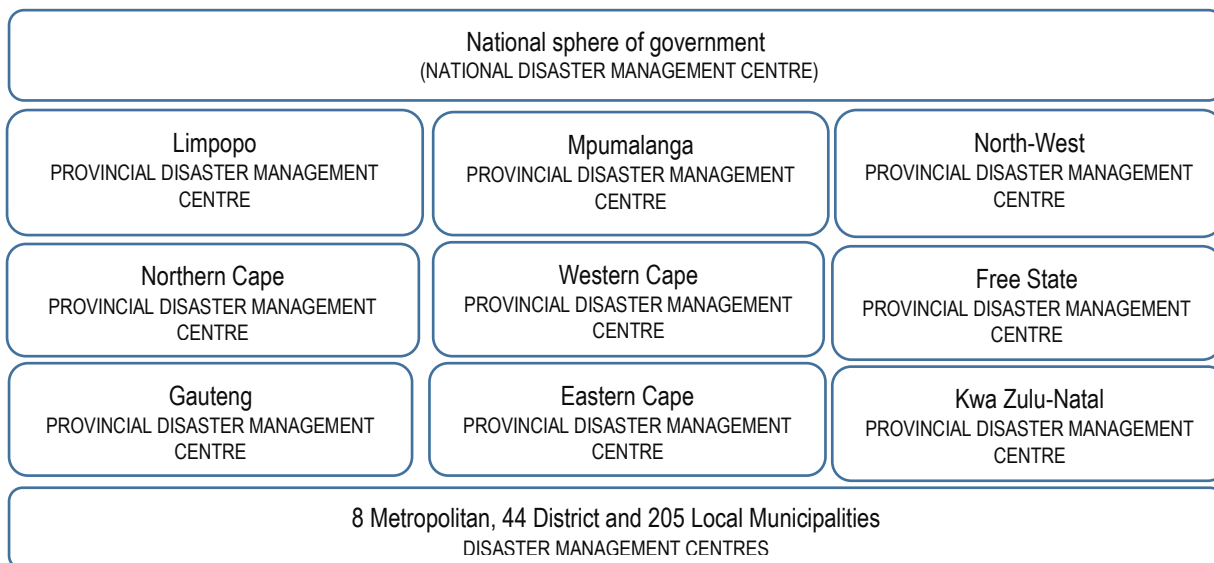 National sphere of government
(NATIONAL DISASTER MANAGEMENT CENTRE)
Limpopo
PROVINCIAL DISASTER MANAGEMENT
CENTRE
Mpumalanga
PROVINCIAL DISASTER MANAGEMENT
CENTRE
North-West
PROVINCIAL DISASTER MANAGEMENT
CENTRE
Northern Cape
PROVINCIAL DISASTER MANAGEMENT
CENTRE
Western Cape
PROVINCIAL DISASTER MANAGEMENT
CENTRE
Free State
PROVINCIAL DISASTER MANAGEMENT
CENTRE
Gauteng
PROVINCIAL DISASTER MANAGEMENT
CENTRE
Eastern Cape
PROVINCIAL DISASTER MANAGEMENT
CENTRE
Kwa Zulu-Natal
PROVINCIAL DISASTER MANAGEMENT
CENTRE
8 Metropolitan, 44 District and 205 Local Municipalities
DISASTER MANAGEMENT CENTRES